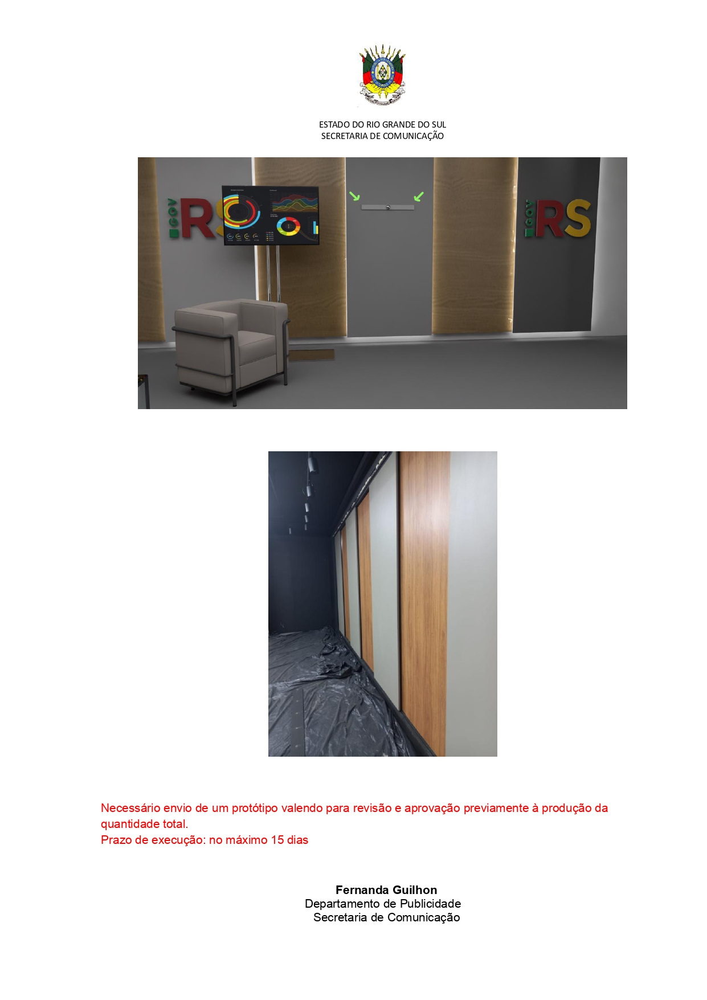 ESTADO DO RIO GRANDE DO SUL
SECRETARIA DE COMUNICAÇÃO
GOV
RS
GOV
RS
Necessário envio de um protótipo valendo para revisão e aprovação previamente à produção da
quantidade total.
Prazo de execução: no máximo 15 dias
Fernanda Guilhon
Departamento de Publicidade
Secretaria de Comunicação